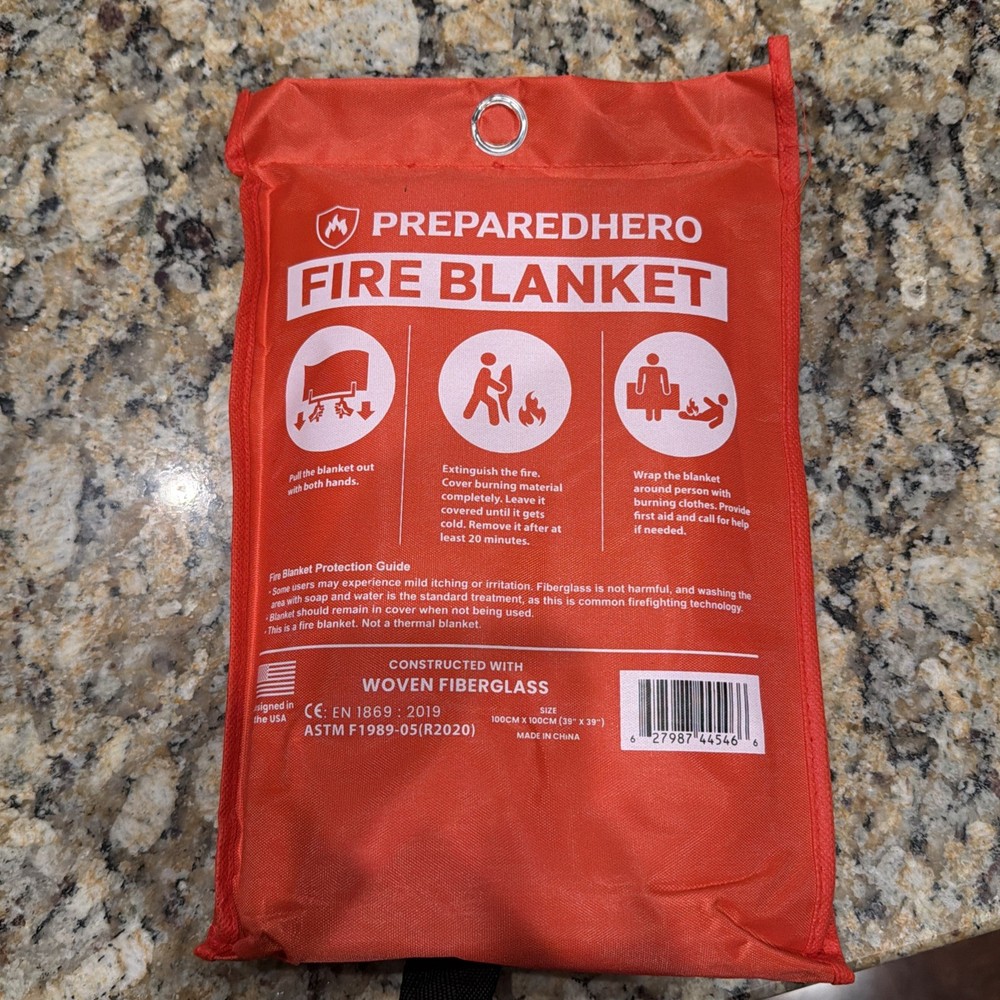 PREPAREDHERO
FIRE BLANKET
Pull the blanket out
with both hands.
Extinguish the fire.
Cover burning material
completely. Leave it
covered until it gets
cold. Remove it after at
least 20 minutes.
Wrap the blanket
around person with
burning clothes. Provide
first aid and call for help
if needed.
Fire Blanket Protection Guide
• Some users may experience mild itching or irritation. Fiberglass is not harmful, and washing the
area with soap and water is the standard treatment, as this is common firefighting technology.
• Blanket should remain in cover when not being used.
• This is a fire blanket. Not a thermal blanket.
signed in
the USA
CONSTRUCTED WITH
WOVEN FIBERGLASS
CE: EN 1869 : 2019
ASTM F1989-05(R2020)
SIZE
100CM X 100CM (39" X 39")
MADE IN CHINA
6 27987 44546 6